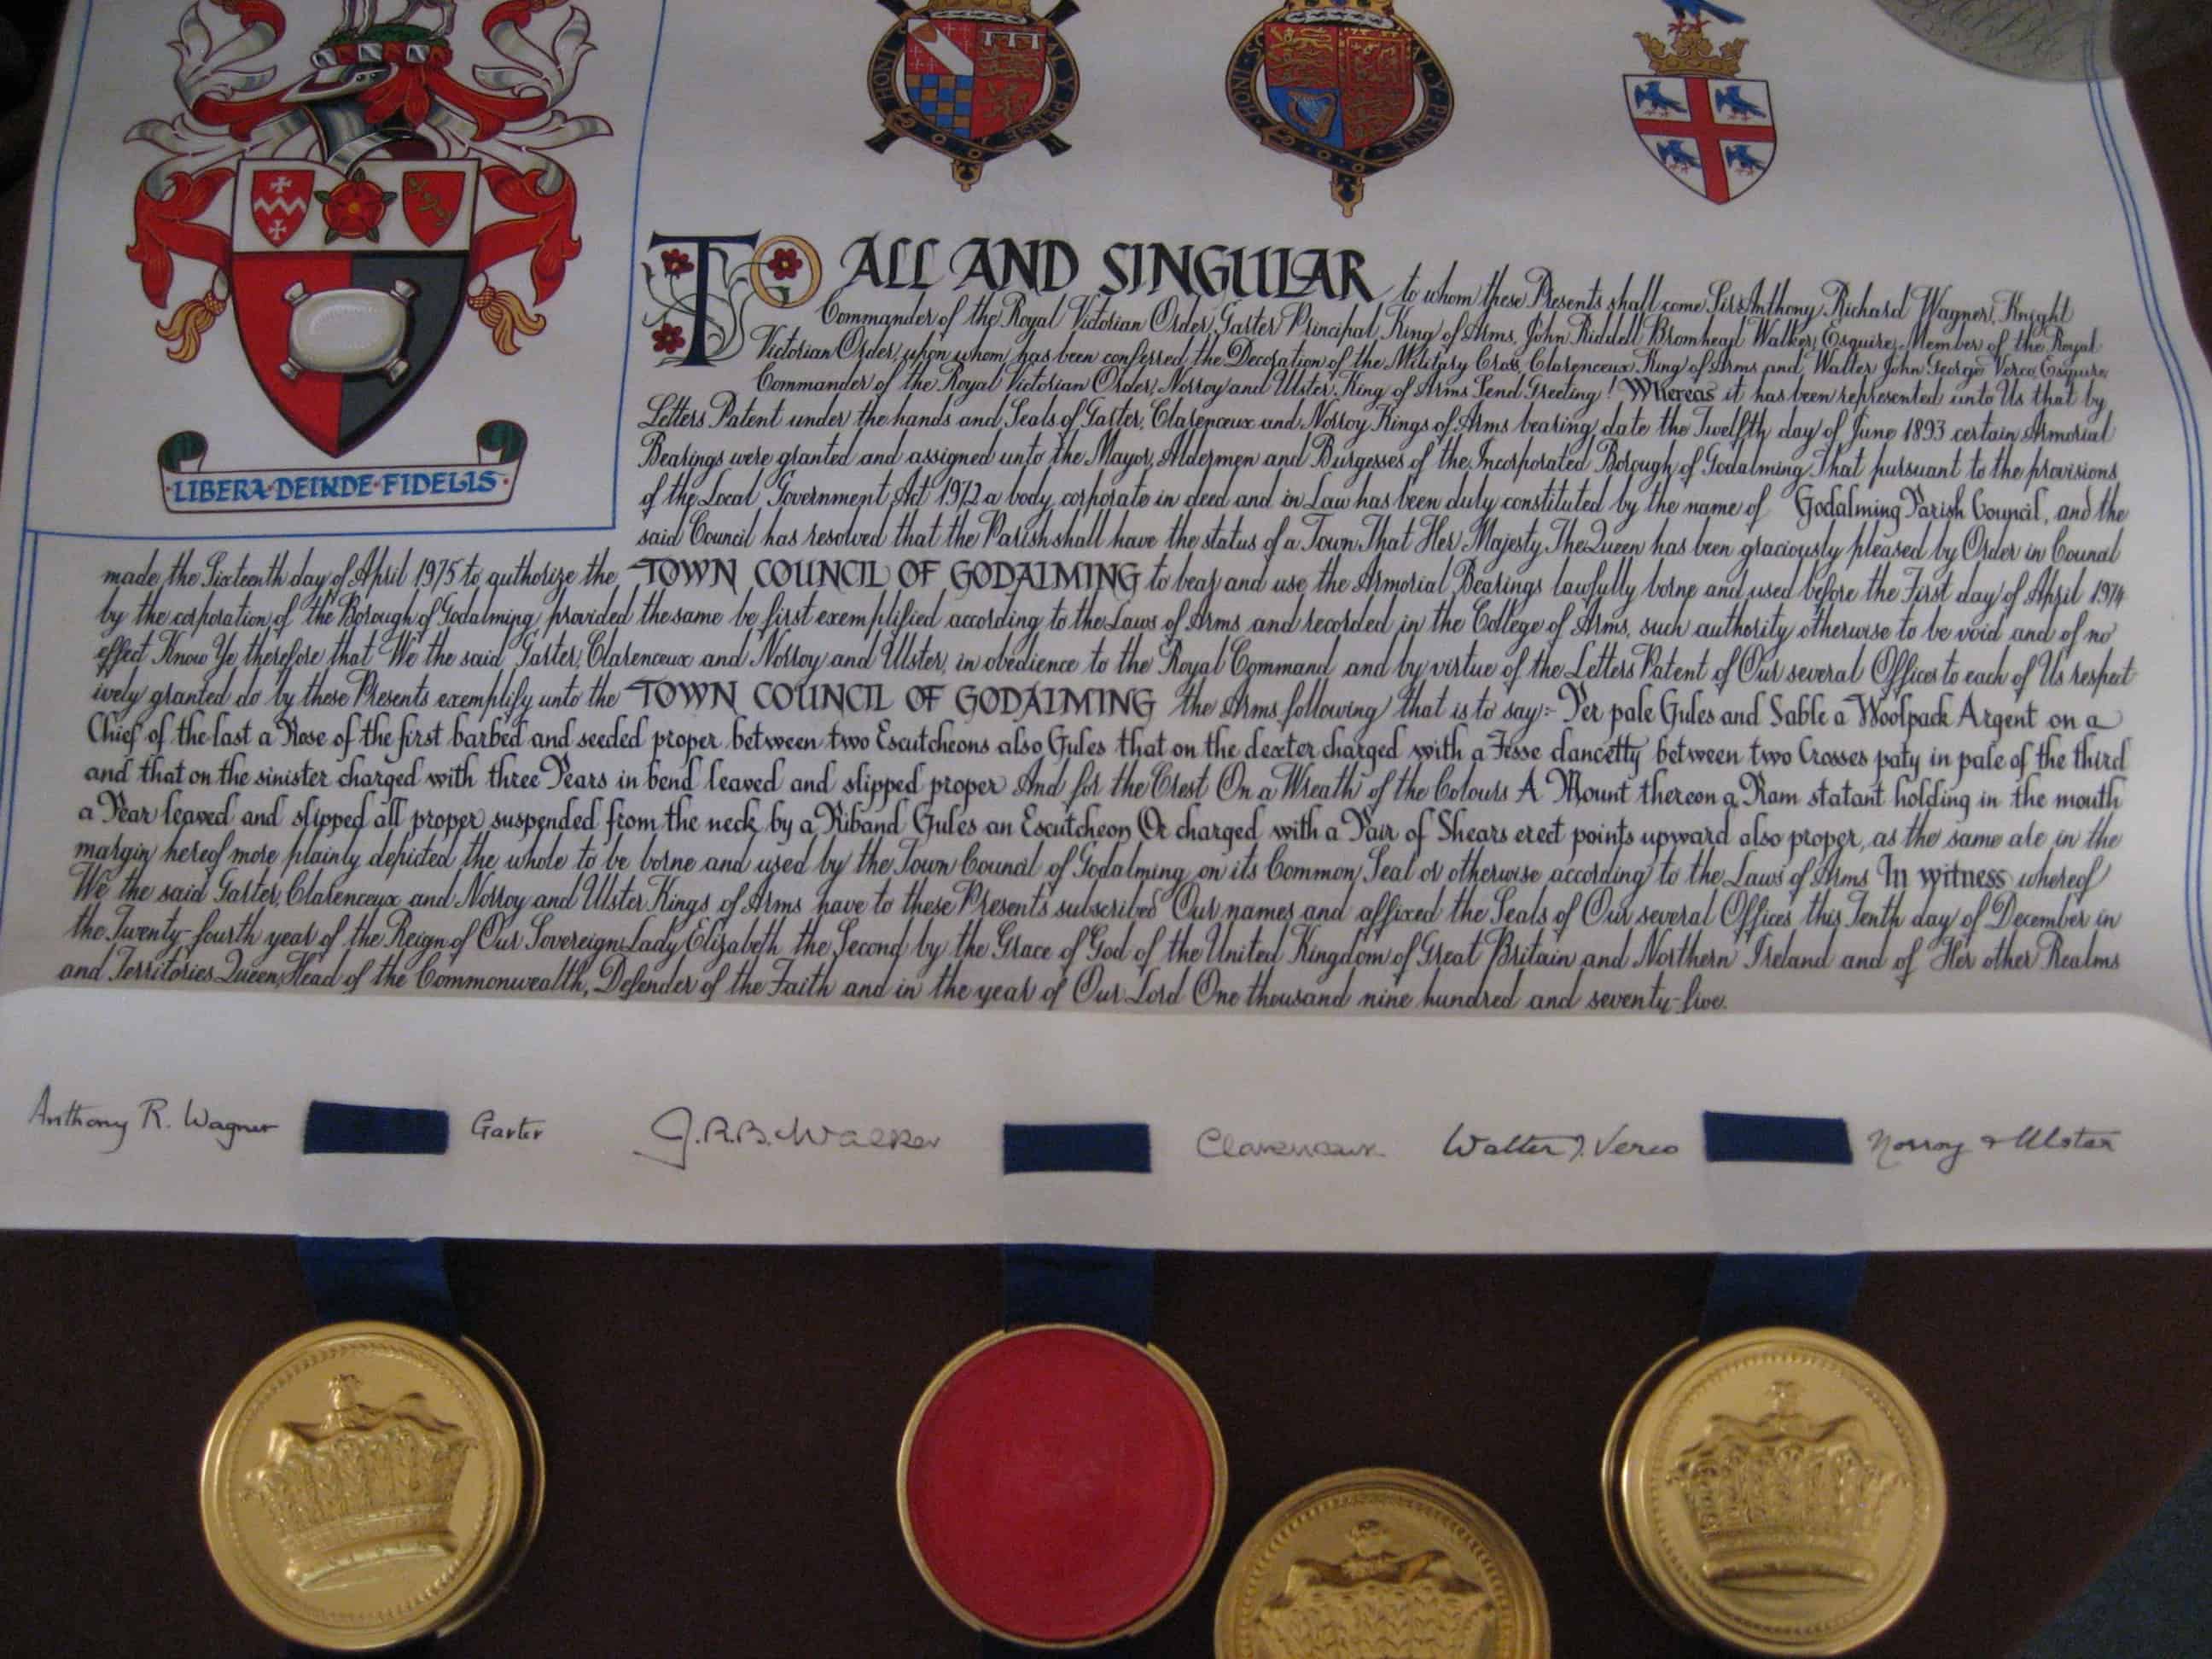 LIBERA·DEINDE·FIDELIS
TO ALL AND SINGULAR to whom these Presents shall come Sir Anthony Richard Wagner, Knight
Commander of the Royal Victorian Order, Garter Principal King of Arms, John Riddell Bromhead Walker, Esquire, Member of the Royal
Victorian Order, upon whom has been conferred the Decoration of the Military Cross, Clarenceux King of Arms and Walter John George Verco, Esquire,
Commander of the Royal Victorian Order, Norroy and Ulster King of Arms Send Greeting! Whereas it has been represented unto Us that by
Letters Patent under the hands and Seals of Garter, Clarenceux and Norroy Kings of Arms bearing date the Twelfth day of June 1893 certain Armorial
Bearings were granted and assigned unto the Mayor, Aldermen and Burgesses of the Incorporated Borough of Godalming That pursuant to the provisions
of the Local Government Act 1972 a body corporate in deed and in Law has been duly constituted by the name of Godalming Parish Council, and the
said Council has resolved that the Parish shall have the status of a Town That Her Majesty The Queen has been graciously pleased by Order in Council
made the Sixteenth day of April 1975 to authorize the TOWN COUNCIL OF GODALMING to bear and use the Armorial Bearings lawfully borne and used before the First day of April 1974
by the corporation of the Borough of Godalming provided the same be first exemplified according to the Laws of Arms and recorded in the College of Arms, such authority otherwise to be void and of no
effect Know Ye therefore that We the said Garter, Clarenceux and Norroy and Ulster, in obedience to the Royal Command and by virtue of the Letters Patent of Our several Offices to each of Us respect
ively granted do by these Presents exemplify unto the TOWN COUNCIL OF GODALMING the Arms following that is to say:- Per pale Gules and Sable a Woolpack Argent on a
Chief of the last a Rose of the first barbed and seeded proper between two Escutcheons also Gules that on the dexter charged with a Fesse dancetty between two Crosses paty in pale of the third
and that on the sinister charged with three Pears in bend leaved and slipped proper And for the Crest On a Wreath of the Colours A Mount thereon a Ram statant holding in the mouth
a Pear leaved and slipped all proper suspended from the neck by a Riband Gules an Escutcheon Or charged with a Pair of Shears erect points upward also proper, as the same are in the
margin hereof more plainly depicted the whole to be borne and used by the Town Council of Godalming on its Common Seal or otherwise according to the Laws of Arms In witness whereof
We the said Garter, Clarenceux and Norroy and Ulster Kings of Arms have to these Presents subscribed Our names and affixed the Seals of Our several Offices this Tenth day of December in
the Twenty-fourth year of the Reign of Our Sovereign Lady Elizabeth the Second by the Grace of God of the United Kingdom of Great Britain and Northern Ireland and of Her other Realms
and Territories Queen, Head of the Commonwealth, Defender of the Faith and in the year of Our Lord One thousand nine hundred and seventy-five.
Anthony R. Wagner Garter J.R.B. Walker Clarenceux Walter J. Verco Norroy & Ulster